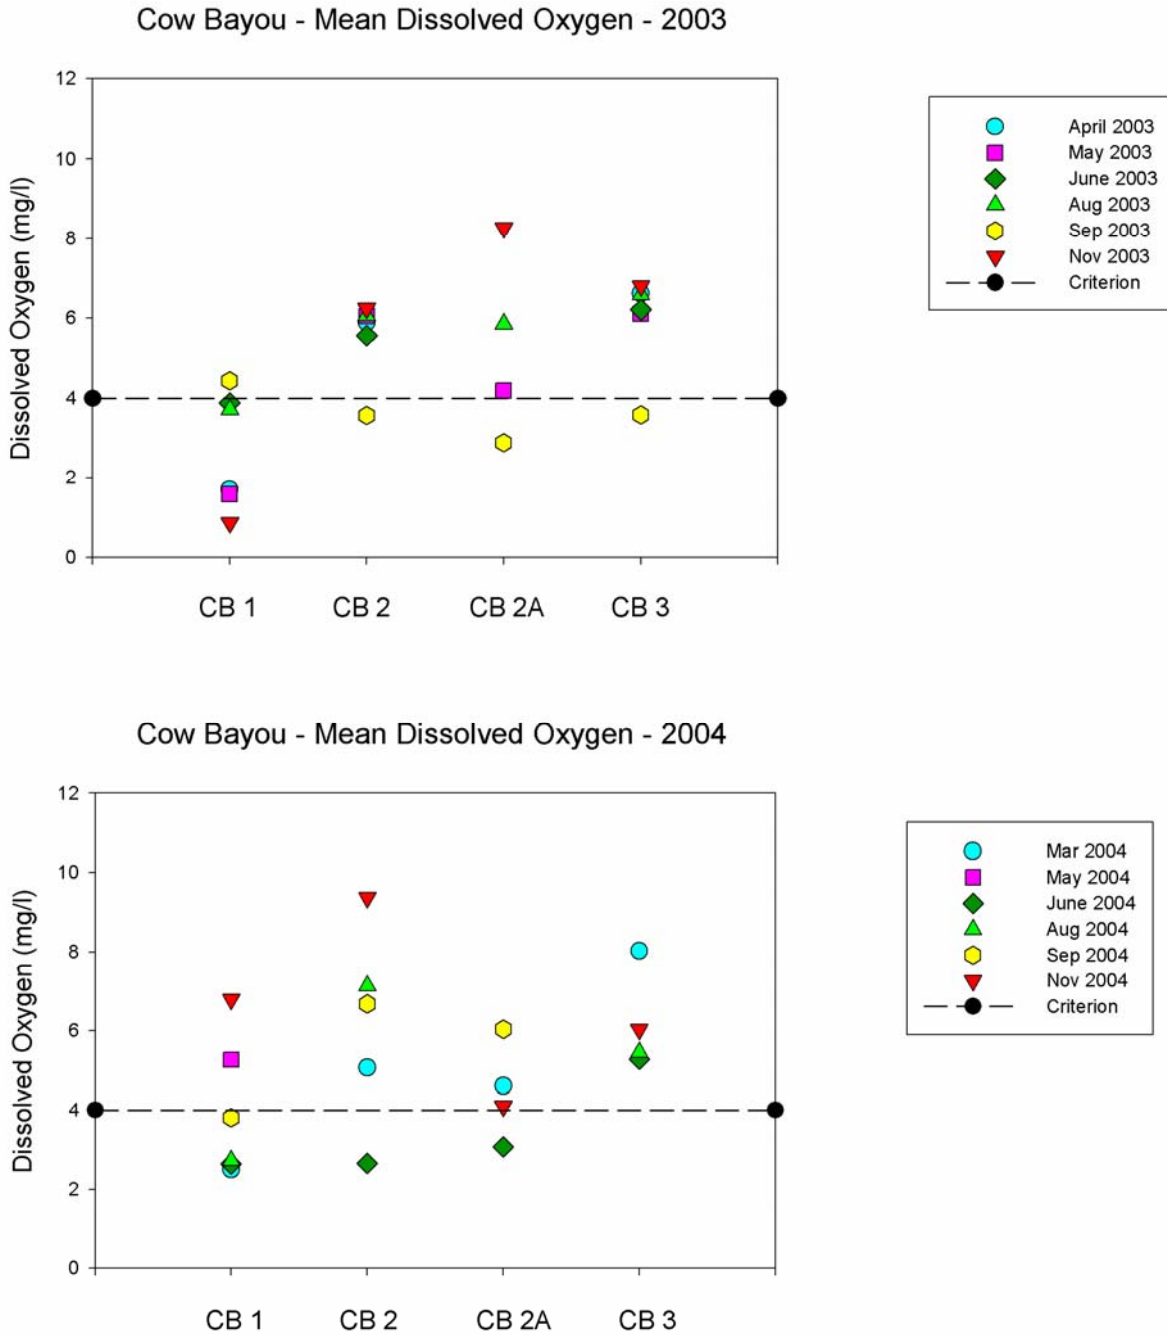 Cow Bayou - Mean Dissolved Oxygen - 2003
12
10
8
6
4
2
0
Dissolved Oxygen (mg/l)
CB 1 CB 2 CB 2A CB 3
April 2003
May 2003
June 2003
Aug 2003
Sep 2003
Nov 2003
Criterion
Cow Bayou - Mean Dissolved Oxygen - 2004
12
10
8
6
4
2
0
Dissolved Oxygen (mg/l)
CB 1 CB 2 CB 2A CB 3
Mar 2004
May 2004
June 2004
Aug 2004
Sep 2004
Nov 2004
Criterion